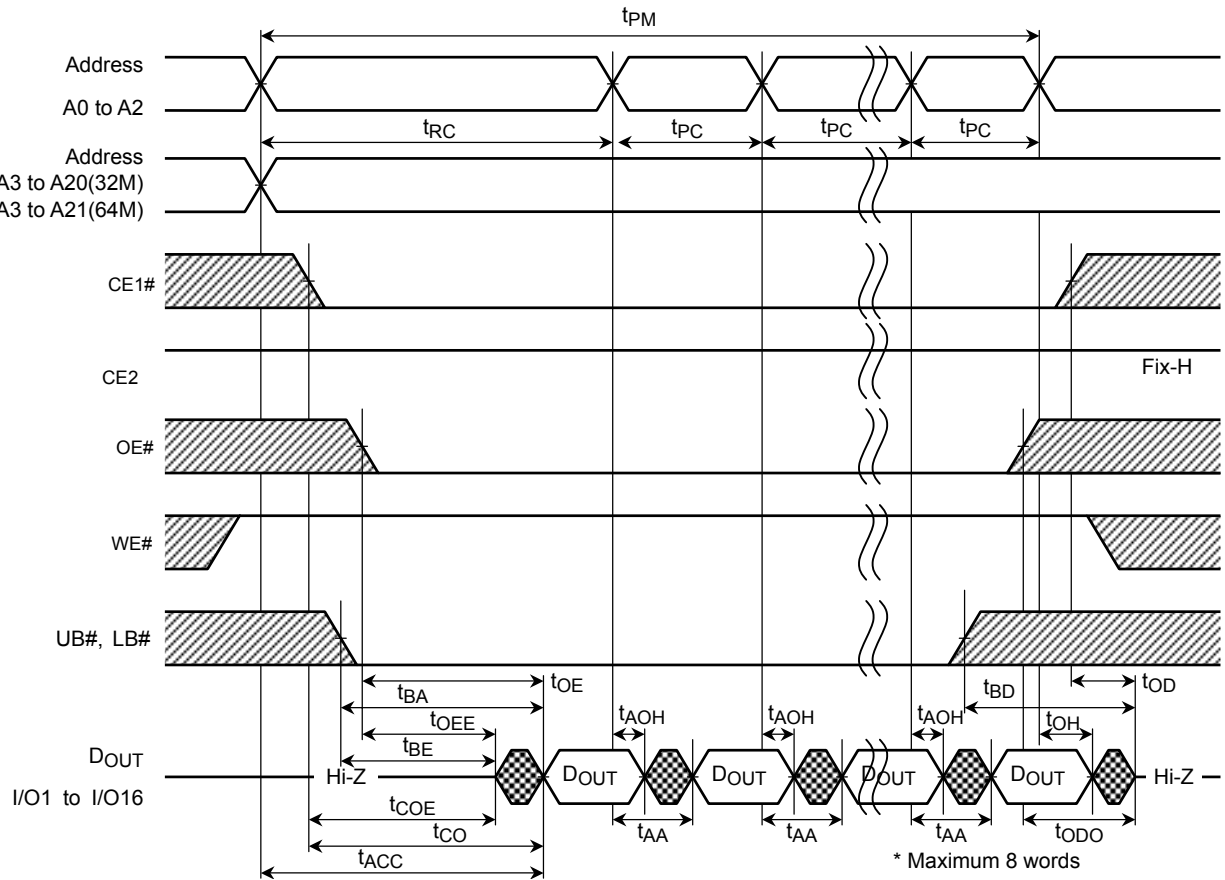 tPM
Address
A0 to A2
tRC tPC tPC tPC
Address
A3 to A20(32M)
A3 to A21(64M)
CE1#
CE2
Fix-H
OE#
WE#
UB#, LB#
tOE
tBA
tBD
tOD
tOEE
tAOH tAOH tAOH tOH
tBE
DOUT
I/O1 to I/O16
Hi-Z DOUT DOUT DOUT DOUT Hi-Z
tCOE
tCO
tAA tAA tAA tODO
tACC
* Maximum 8 words